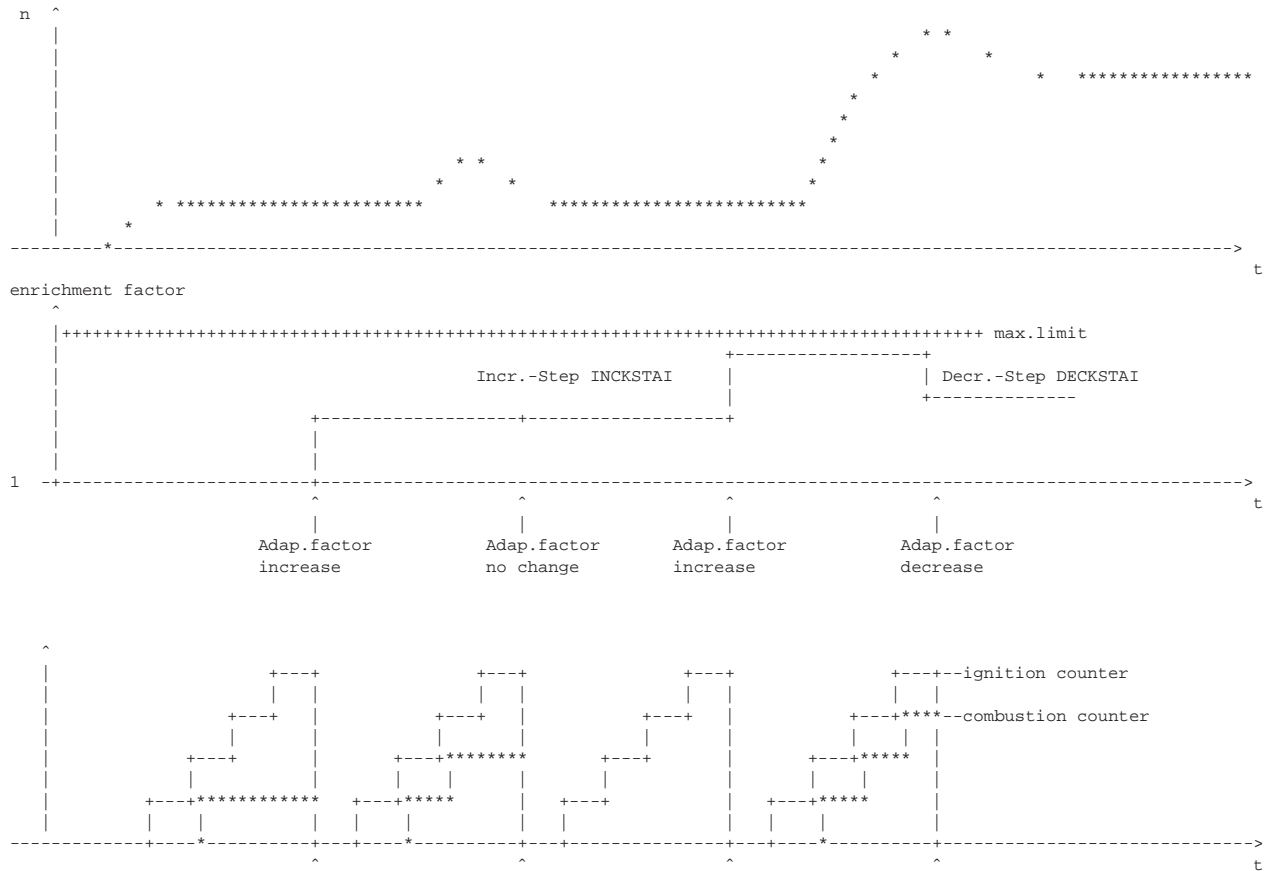 n
t
enrichment factor
max.limit
Incr.-Step INCKSTAI
Decr.-Step DECKSTAI
1
t
Adap.factor Adap.factor Adap.factor Adap.factor
increase no change increase decrease
ignition counter
combustion counter
t